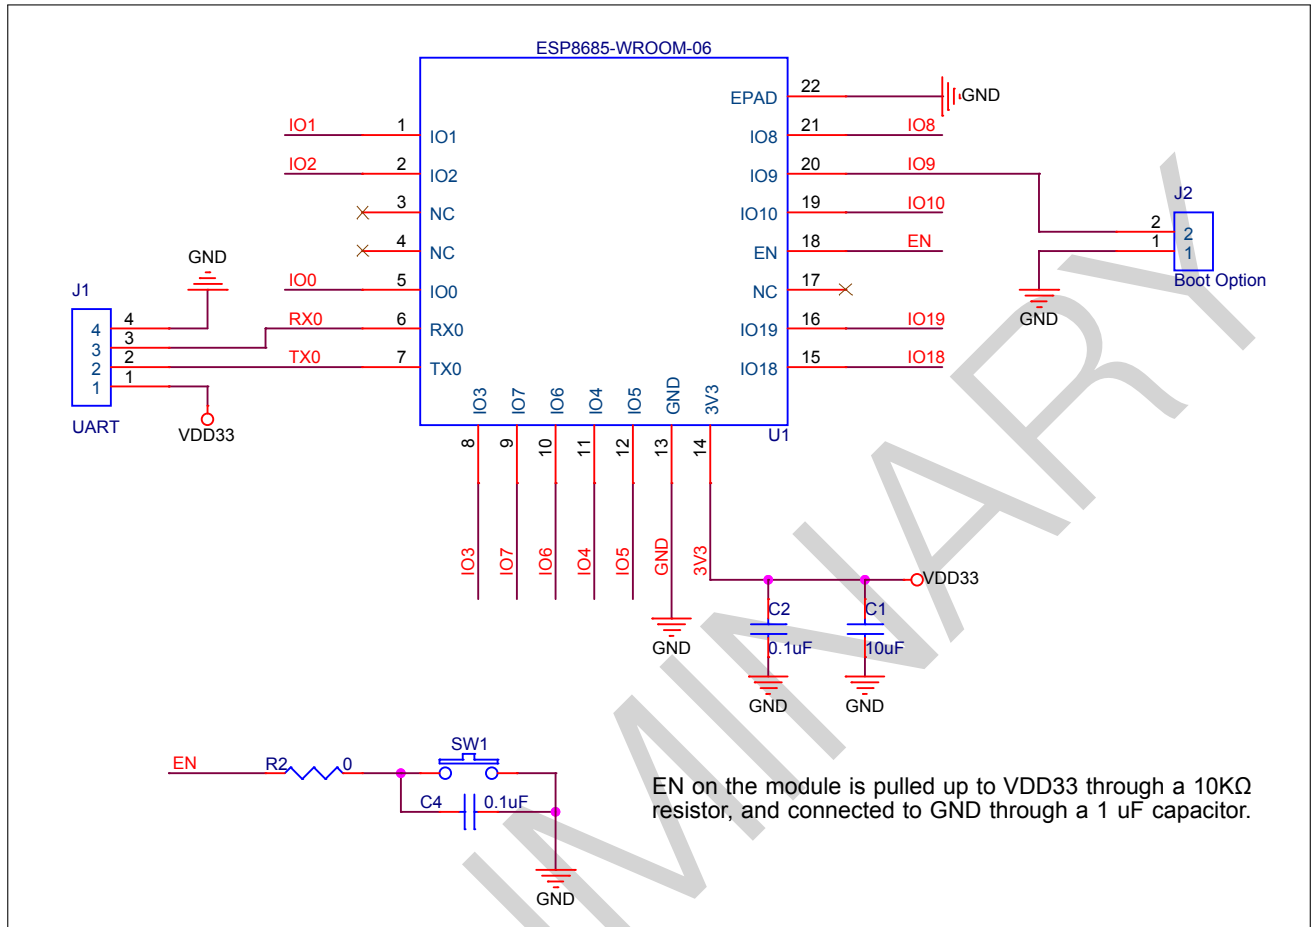 ESP8685-WROOM-06
22
EPAD
GND
IO1
1
IO1
21
IO8
IO8
IO2
2
IO2
20
IO9
IO9
J2
3
NC
19
IO10
IO10
2
2
4
NC
18
EN
EN
1
1
GND
Boot Option
J1
IO0
5
IO0
17
NC
GND
4
4
RX0
6
RX0
16
IO19
IO19
3
3
TX0
7
TX0
15
IO18
IO18
2
2
1
1
UART
VDD33
IO3
IO7
IO6
IO4
IO5
GND
3V3
U1
8
9
10
11
12
13
14
IO3
IO7
IO6
IO4
IO5
GND
3V3
VDD33
C2
C1
0.1uF
10uF
GND
GND
GND
EN
R2
0
SW1
C4
0.1uF
GND
EN on the module is pulled up to VDD33 through a 10KΩ
resistor, and connected to GND through a 1 uF capacitor.
MINARY